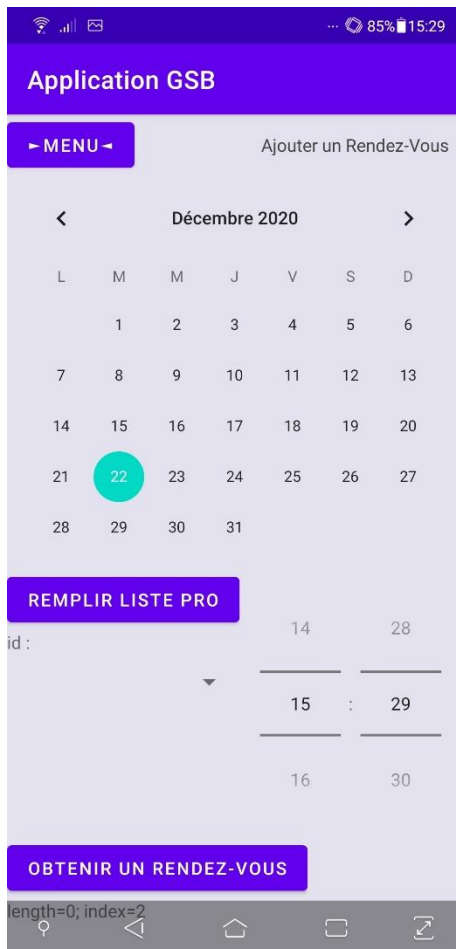 85% 15:29
Application GSB
►MENU◄ Ajouter un Rendez-Vous
Décembre 2020
L M M J V S D
1 2 3 4 5 6
7 8 9 10 11 12 13
14 15 16 17 18 19 20
21 22 23 24 25 26 27
28 29 30 31
REMPLIR LISTE PRO
id :
14 28
15 : 29
16 30
OBTENIR UN RENDEZ-VOUS
length=0; index=2